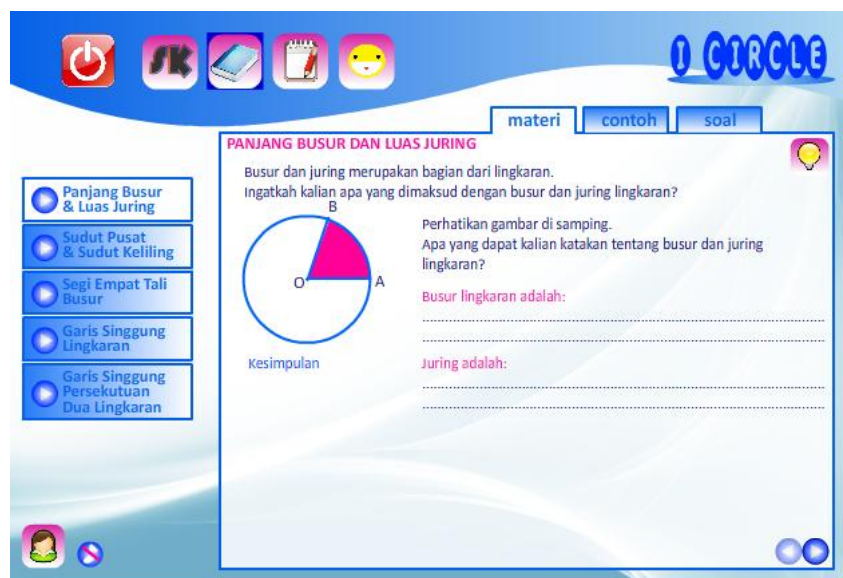 SK
I CIRCLE
materi
contoh
soal
PANJANG BUSUR DAN LUAS JURING
Busur dan juring merupakan bagian dari lingkaran.
Ingatkah kalian apa yang dimaksud dengan busur dan juring lingkaran?
Panjang Busur
& Luas Juring
Sudut Pusat
& Sudut Keliling
Segi Empat Tali
Busur
Garis Singgung
Lingkaran
Garis Singgung
Persekutuan
Dua Lingkaran
B
O
A
Kesimpulan
Perhatikan gambar di samping.
Apa yang dapat kalian katakan tentang busur dan juring
lingkaran?
Busur lingkaran adalah:
Juring adalah: